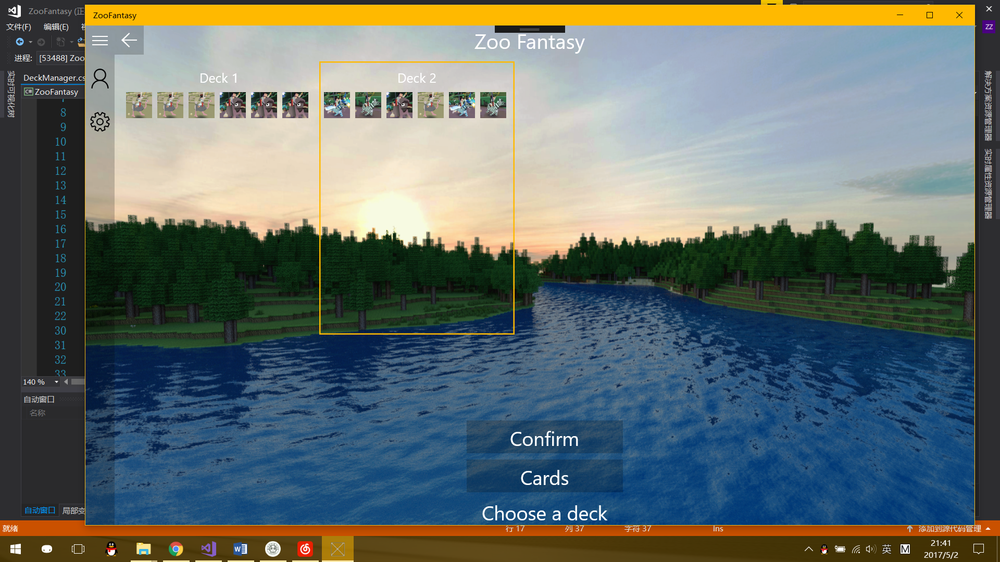 ZooFantasy (正
ZooFantasy
文件(F)
编辑(E)
ZZ
进程:
[53488] Zoo
Zoo Fantasy
DeckManager.cs
C#
ZooFantasy
实时可视化树
解决方案资源管理器
实时属性资源管理器
Deck 1
Deck 2
8
9
10
11
12
13
14
15
16
17
18
19
20
21
22
30
31
32
33
140 %
自动窗口
名称
Confirm
Cards
Choose a deck
自动窗口
局部变
就绪
行 17
列 37
字符 37
Ins
添加到源代码管理
英
M
21:41
2017/5/2